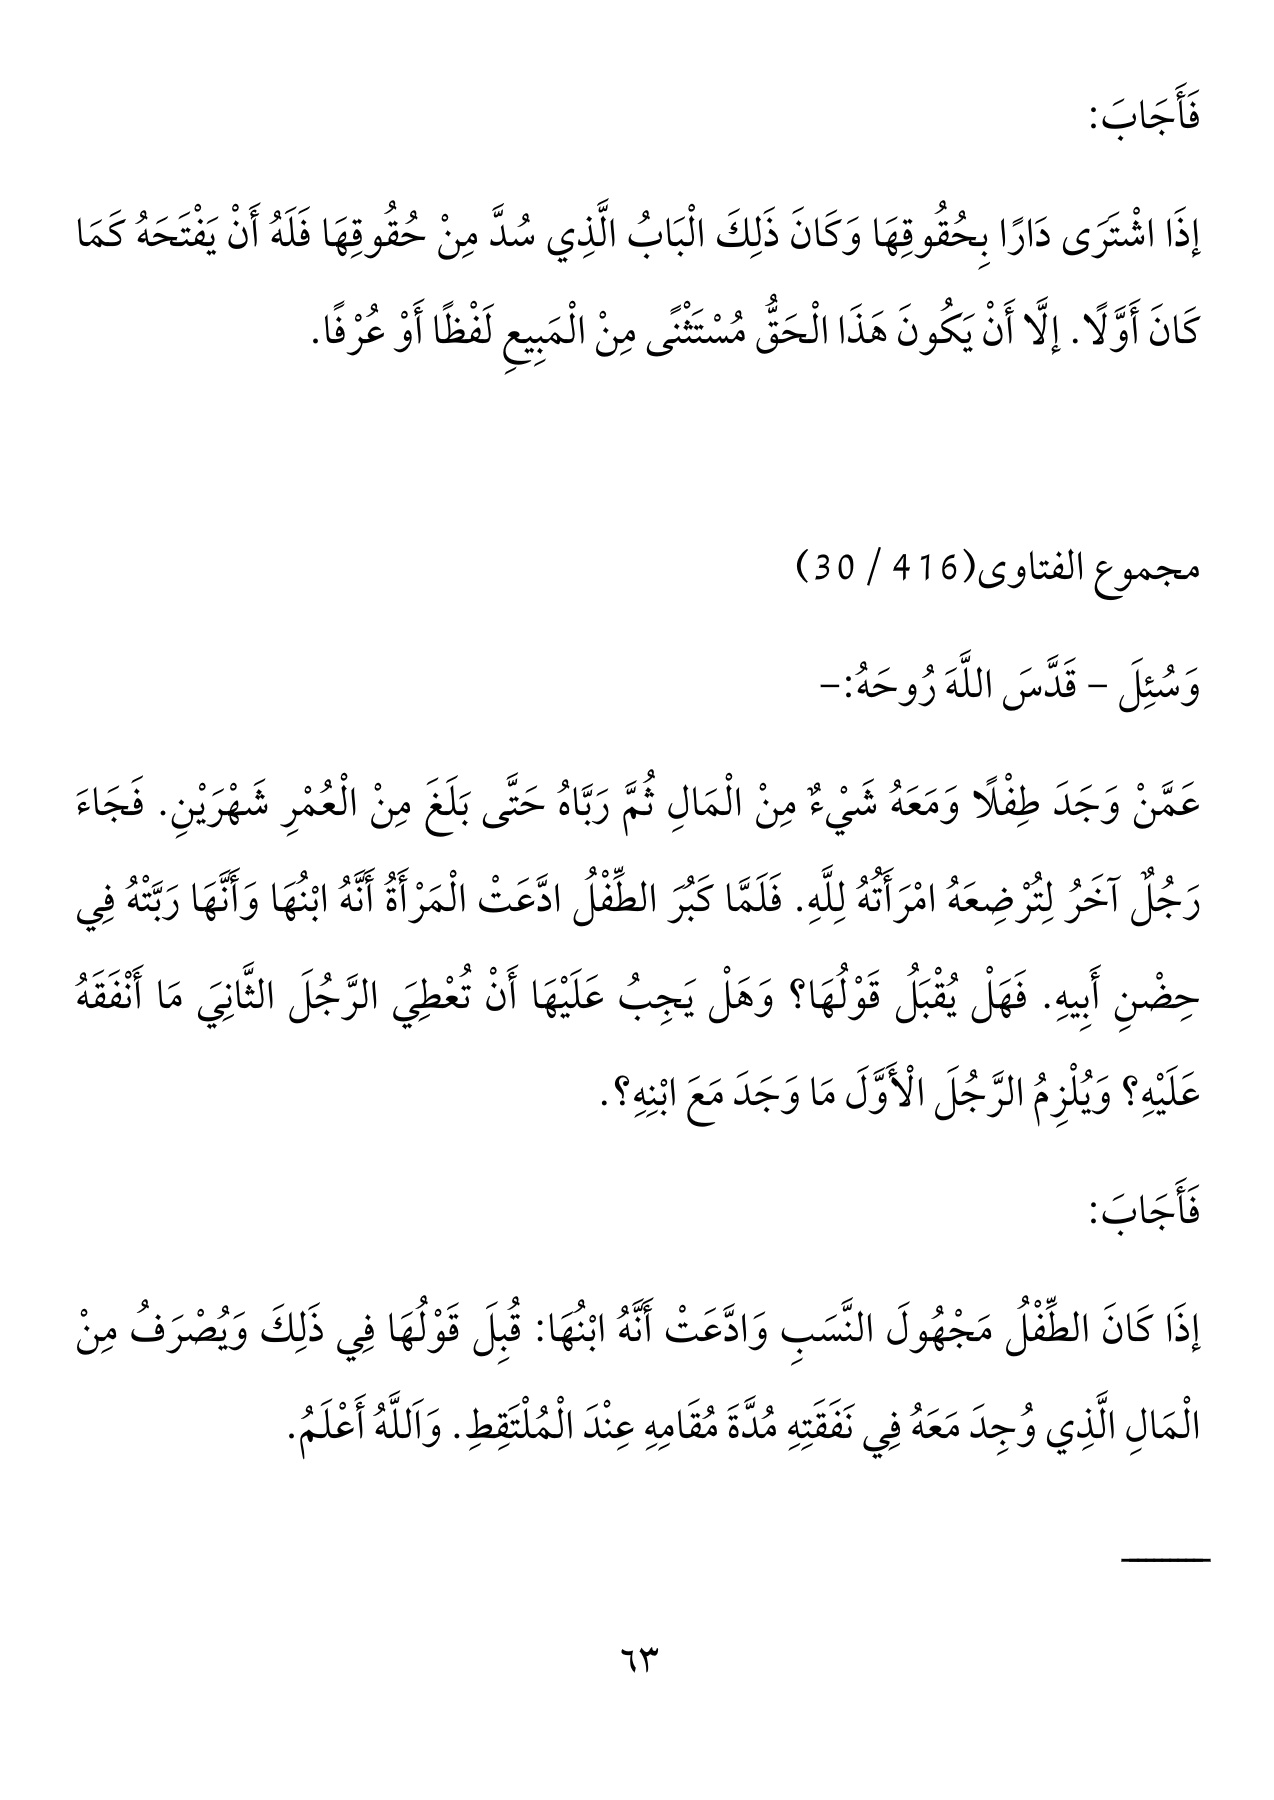 فَأَجَابَ:
إذَا اشْتَرَى دَارًا بِحُقُوقِهَا وَكَانَ ذَلِكَ الْبَابُ الَّذِي سُدَّ مِنْ حُقُوقِهَا فَلَهُ أَنْ يَفْتَحَهُ كَمَا
كَانَ أَوَّلًا. إلَّا أَنْ يَكُونَ هَذَا الْحَقُّ مُسْتَثْنًى مِنْ الْمَبِيعِ لَفْظًا أَوْ عُرْفًا.
مجموع الفتاوى(416 / 30)
وَسُئِلَ – قَدَّسَ اللَّهَ رُوحَهُ:–
عَمَّنْ وَجَدَ طِفْلًا وَمَعَهُ شَيْءٌ مِنْ الْمَالِ ثُمَّ رَبَّاهُ حَتَّى بَلَغَ مِنْ الْعُمْرِ شَهْرَيْنِ. فَجَاءَ
رَجُلٌ آخَرُ لِتُرْضِعَهُ امْرَأَتُهُ لِلَّهِ. فَلَمَّا كَبُرَ الطِّفْلُ ادَّعَتْ الْمَرْأَةُ أَنَّهُ ابْنُهَا وَأَنَّهَا رَبَّتْهُ فِي
حِضْنِ أَبِيهِ. فَهَلْ يُقْبَلُ قَوْلُهَا؟ وَهَلْ يَجِبُ عَلَيْهَا أَنْ تُعْطِيَ الرَّجُلَ الثَّانِيَ مَا أَنْفَقَهُ
عَلَيْهِ؟ وَيُلْزِمُ الرَّجُلَ الْأَوَّلَ مَا وَجَدَ مَعَ ابْنِهِ؟.
فَأَجَابَ:
إذَا كَانَ الطِّفْلُ مَجْهُولَ النَّسَبِ وَادَّعَتْ أَنَّهُ ابْنُهَا: قُبِلَ قَوْلُهَا فِي ذَلِكَ وَيُصْرَفُ مِنْ
الْمَالِ الَّذِي وُجِدَ مَعَهُ فِي نَفَقَتِهِ مُدَّةَ مُقَامِهِ عِنْدَ الْمُلْتَقِطِ. وَاَللَّهُ أَعْلَمُ.
٦٣